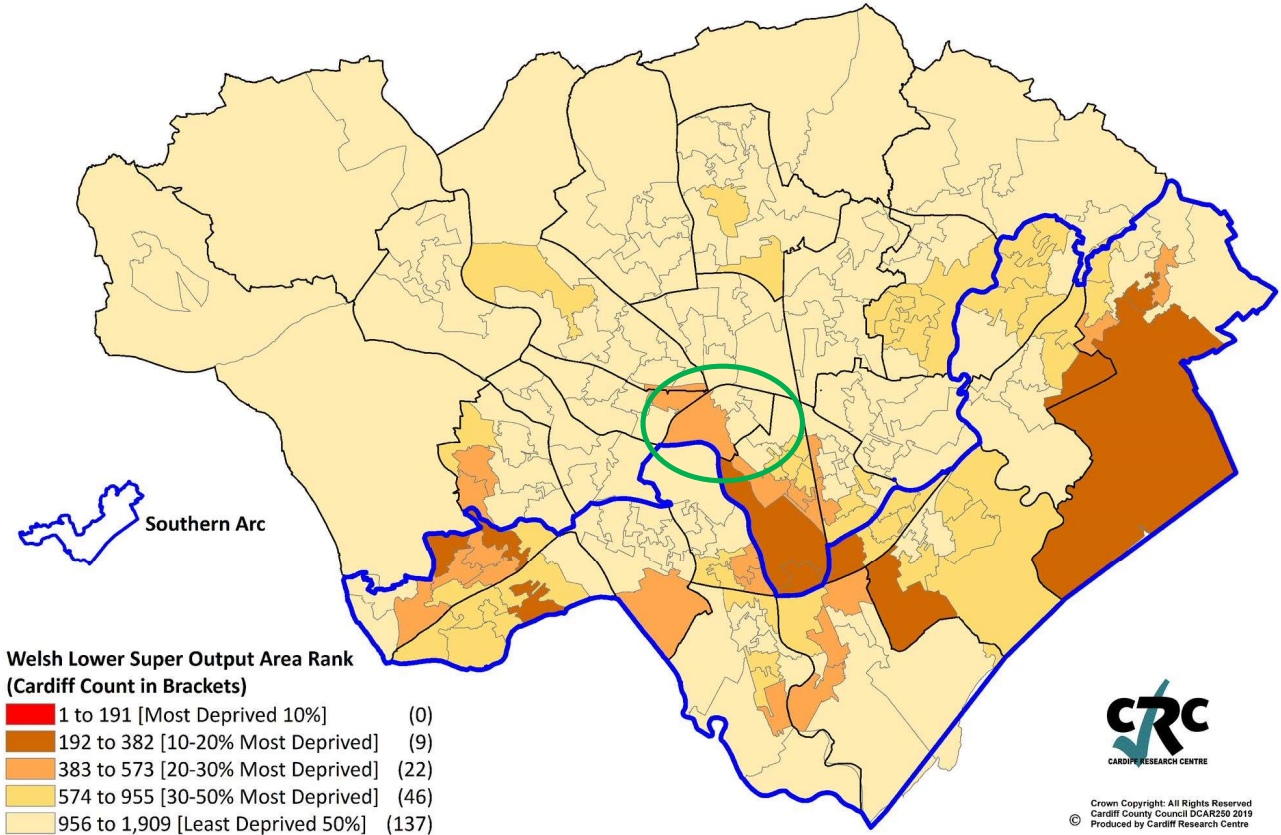 Southern Arc
Welsh Lower Super Output Area Rank
(Cardiff Count in Brackets)
1 to 191 [Most Deprived 10%] (0)
192 to 382 [10-20% Most Deprived] (9)
383 to 573 [20-30% Most Deprived] (22)
574 to 955 [30-50% Most Deprived] (46)
956 to 1,909 [Least Deprived 50%] (137)
CRC
CARDIFF RESEARCH CENTRE
Crown Copyright: All Rights Reserved
Cardiff County Council DCAR250 2019
© Produced by Cardiff Research Centre